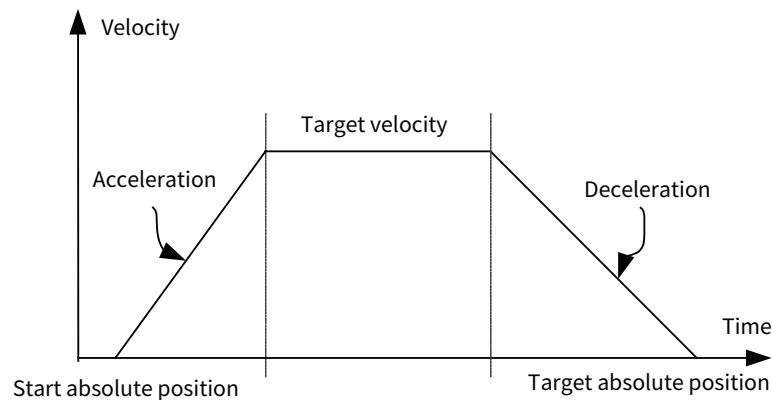 Velocity
Target velocity
Acceleration
Deceleration
Time
Start absolute position
Target absolute position